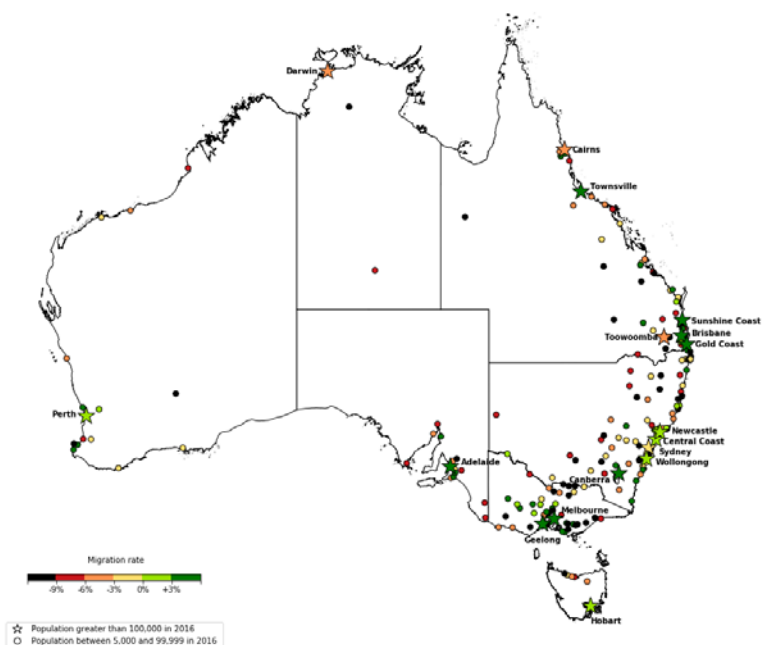 Darwin
Cairns
Townsville
Sunshine Coast
Brisbane
Toowoomba
Gold Coast
Perth
Newcastle
Central Coast
Sydney
Wollongong
Adelaide
Canberra
Melbourne
Geelong
Hobart
Migration rate
-9% -6% -3% 0% +3%
Population greater than 100,000 in 2016
Population between 5,000 and 99,999 in 2016